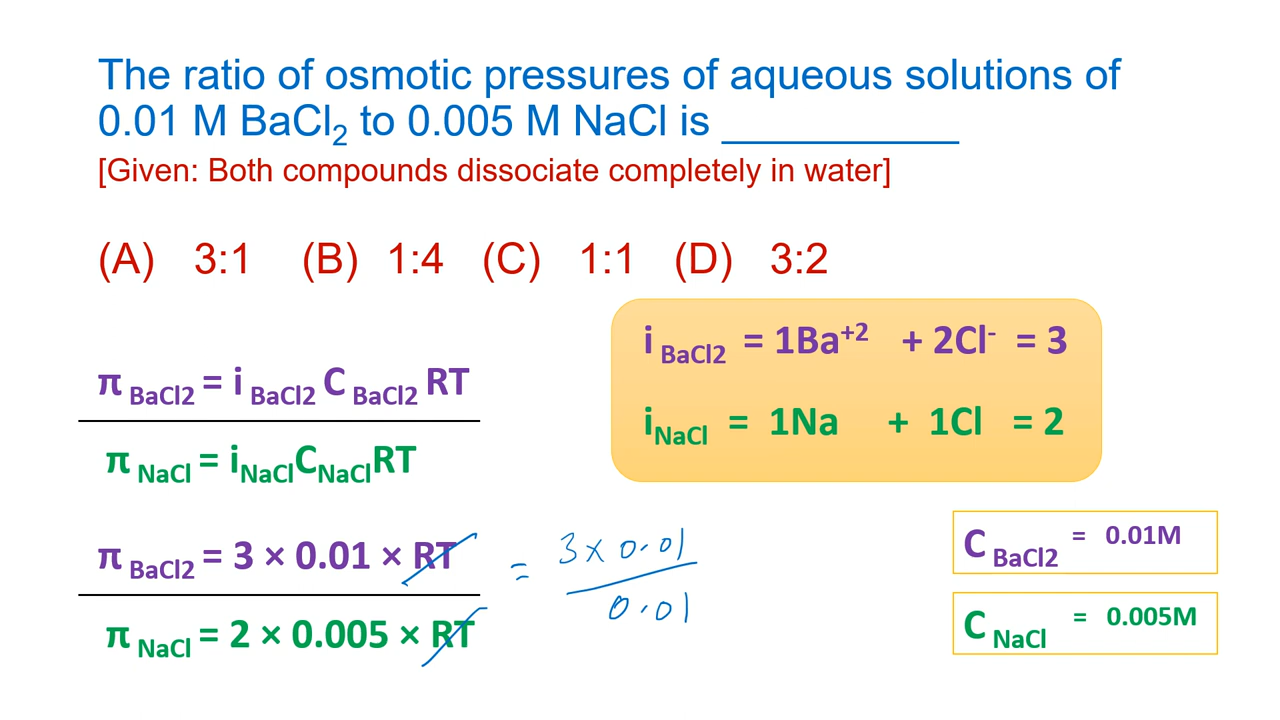 The ratio of osmotic pressures of aqueous solutions of
0.01 M BaCl₂ to 0.005 M NaCl is ___________
[Given: Both compounds dissociate completely in water]
(A) 3:1 (B) 1:4 (C) 1:1 (D) 3:2
i BaCl2 = 1Ba⁺² + 2Cl⁻ = 3
iNaCl = 1Na + 1Cl = 2
π BaCl2 = i BaCl2 C BaCl2 RT
π NaCl = iNaClCNaClRT
π BaCl2 = 3 × 0.01 × RT
π NaCl = 2 × 0.005 × RT
= 3 × 0.01
0.01
C BaCl2 = 0.01M
C NaCl = 0.005M